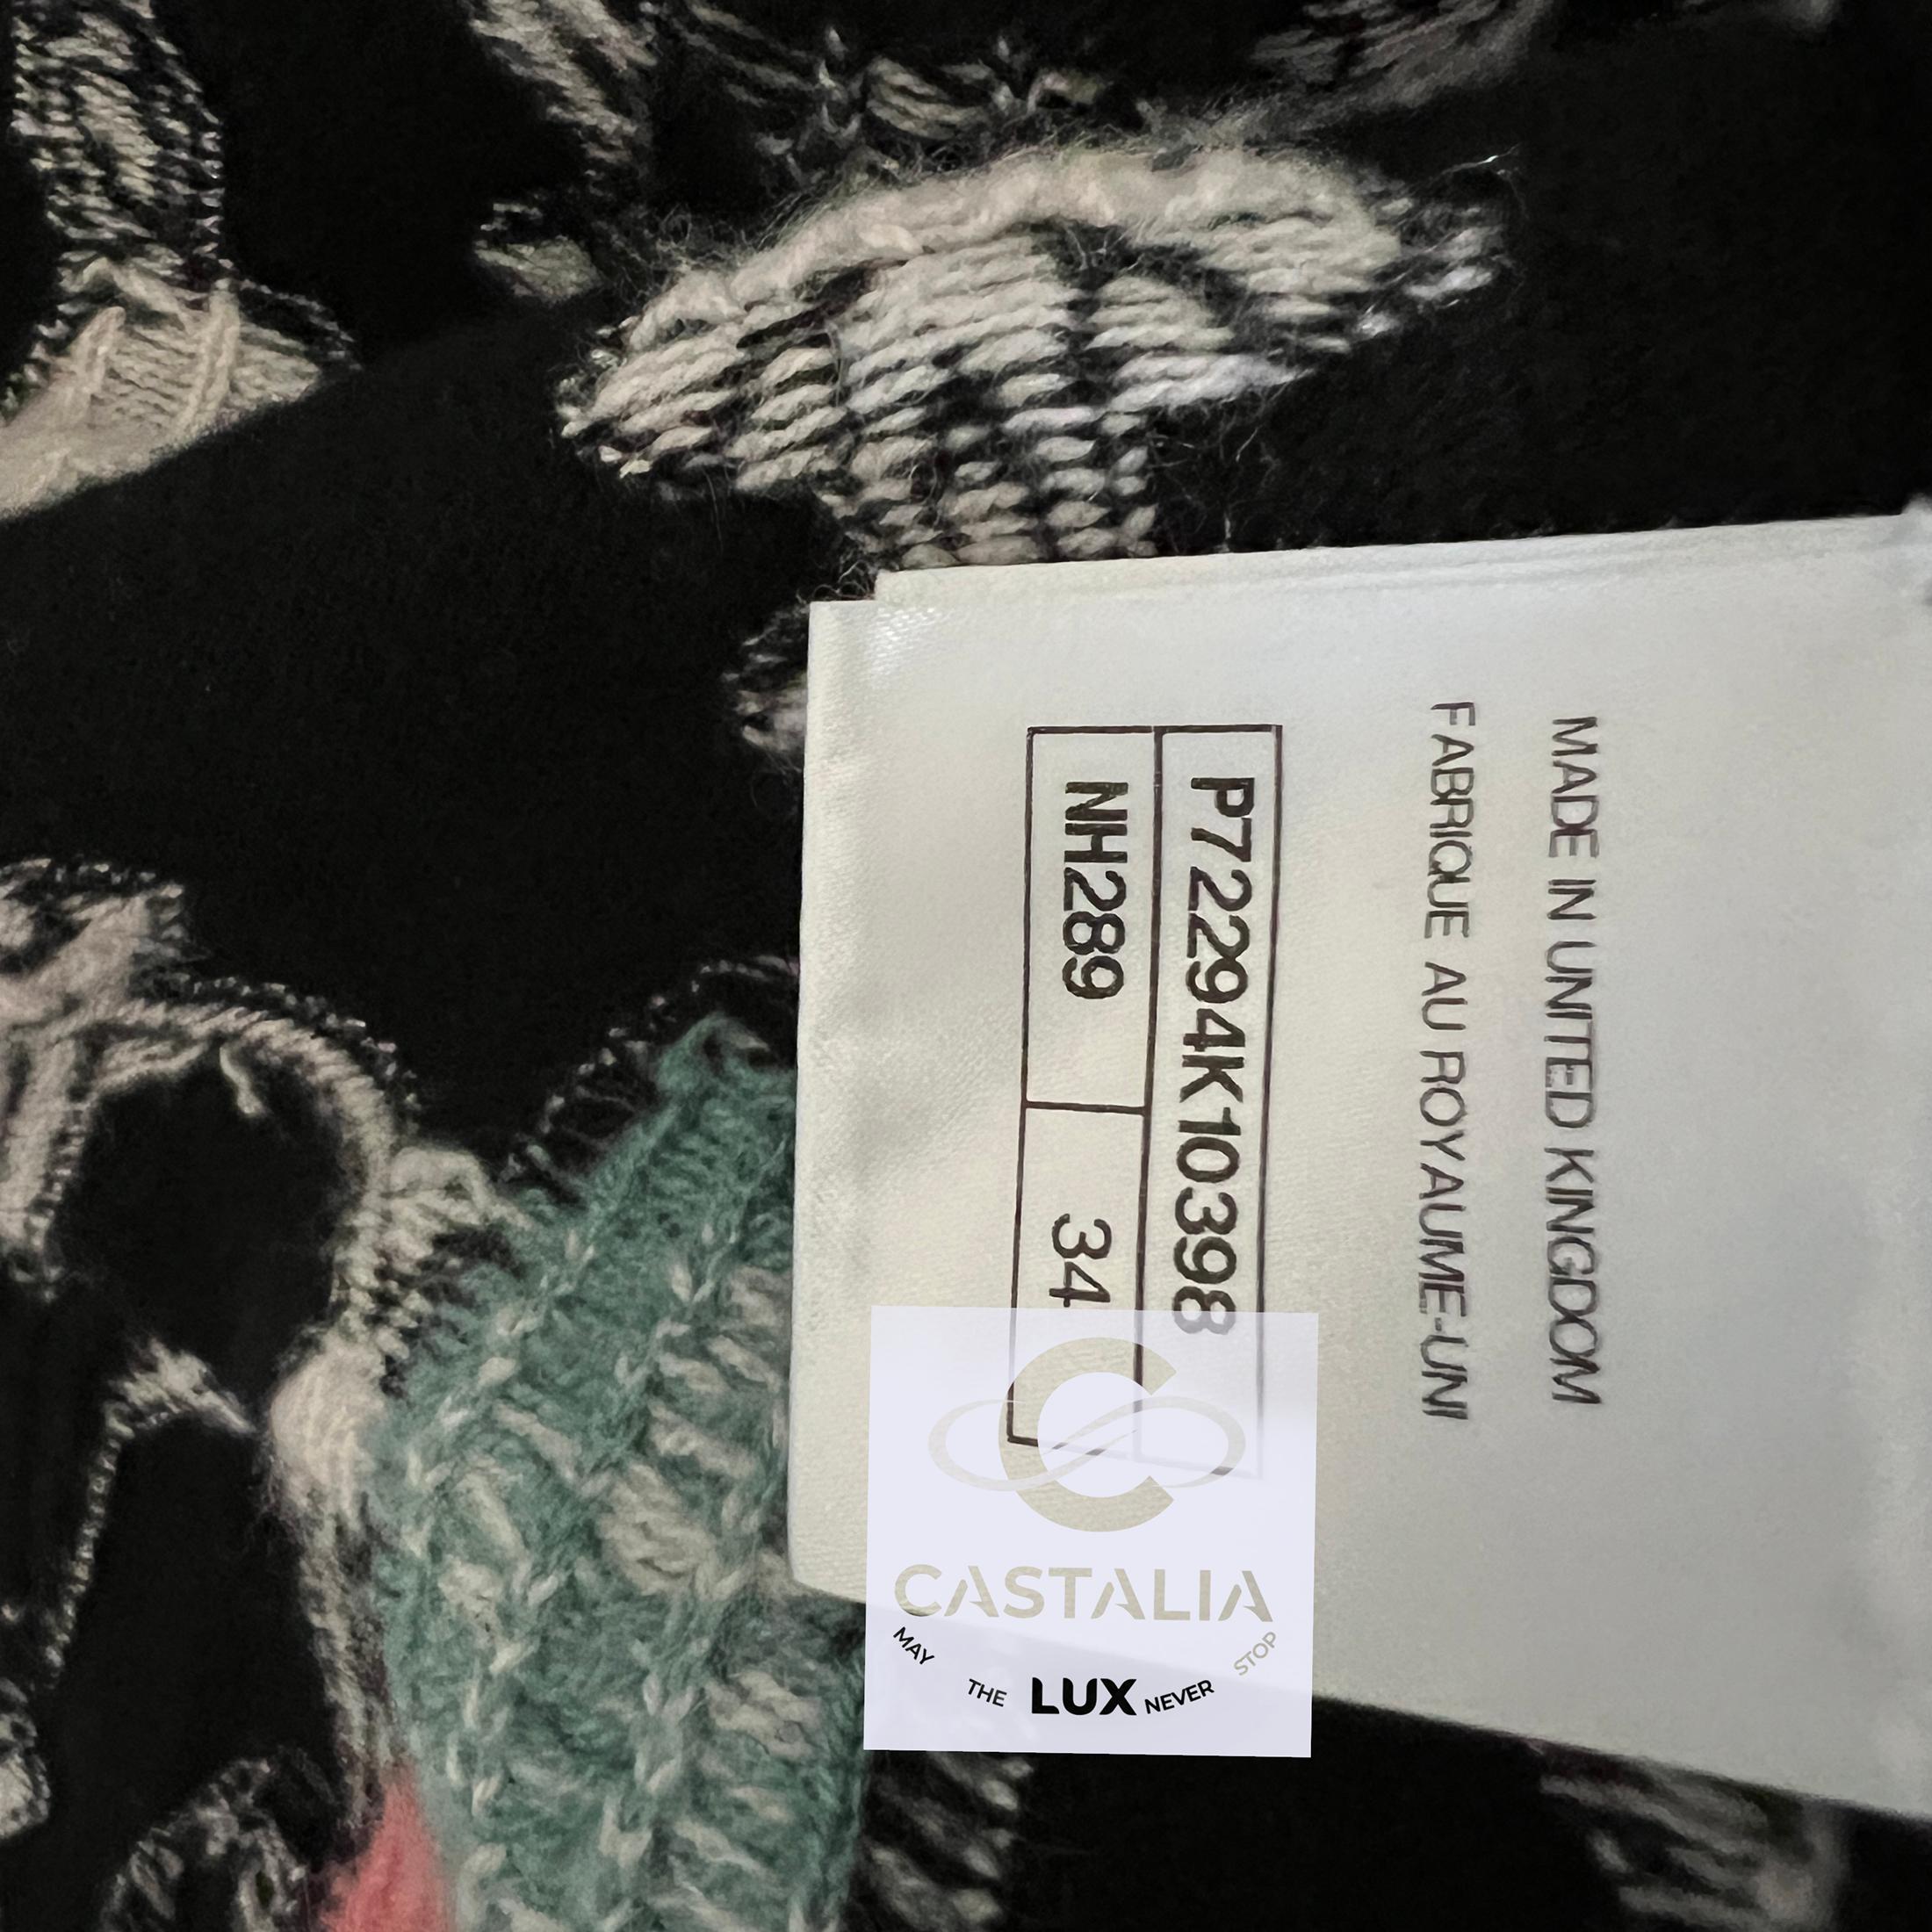 MADE IN UNITED KINGDOM
FABRIQUE AU ROYAUME-UNI
P72294K10398
NH289 34
CASTALIA
MAY THE LUX NEVER STOP